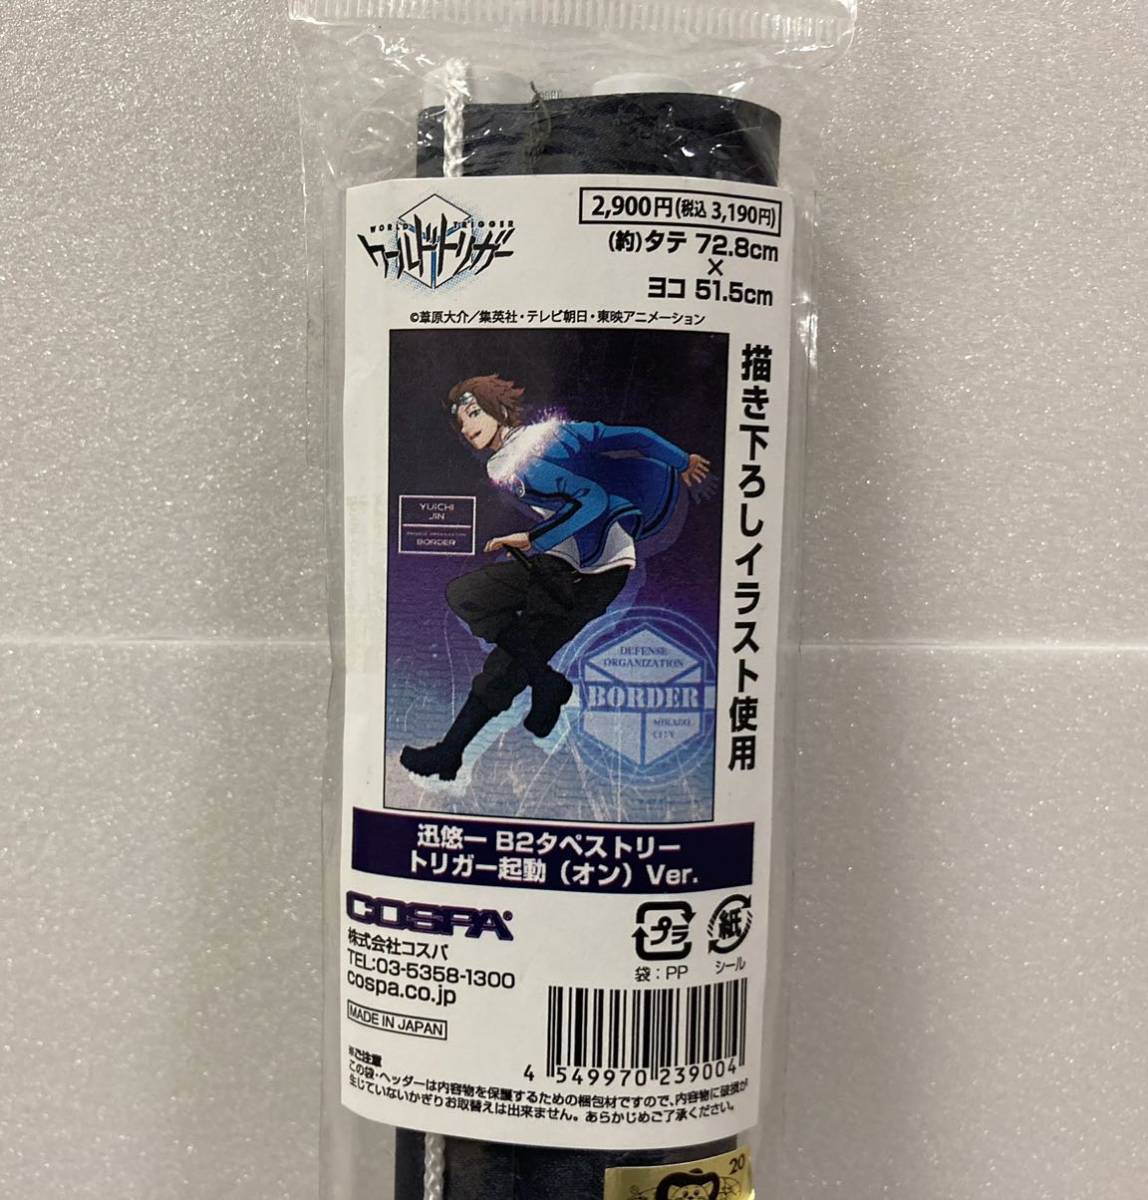 WORLD TRIGGER
ワールドトリガー
2,900円(税込 3,190円)
(約)タテ 72.8cm
×
ヨコ 51.5cm
©葦原大介／集英社・テレビ朝日・東映アニメーション
描き下ろしイラスト使用
YUICHI
JIN
BORDER
DEFENSE
ORGANIZATION
BORDER
MIKADO
CITY
迅悠一 B2タペストリー
トリガー起動（オン）Ver.
COSPA®
株式会社コスパ
TEL:03-5358-1300
cospa.co.jp
MADE IN JAPAN
プラ
袋：PP
紙
シール
4 549970 239004
※ご注意
この袋・ヘッダーは内容物を保護するための梱包材ですので、内容物に破損が
生じていないかぎりお取替えは出来ません。あらかじめご了承ください。
20